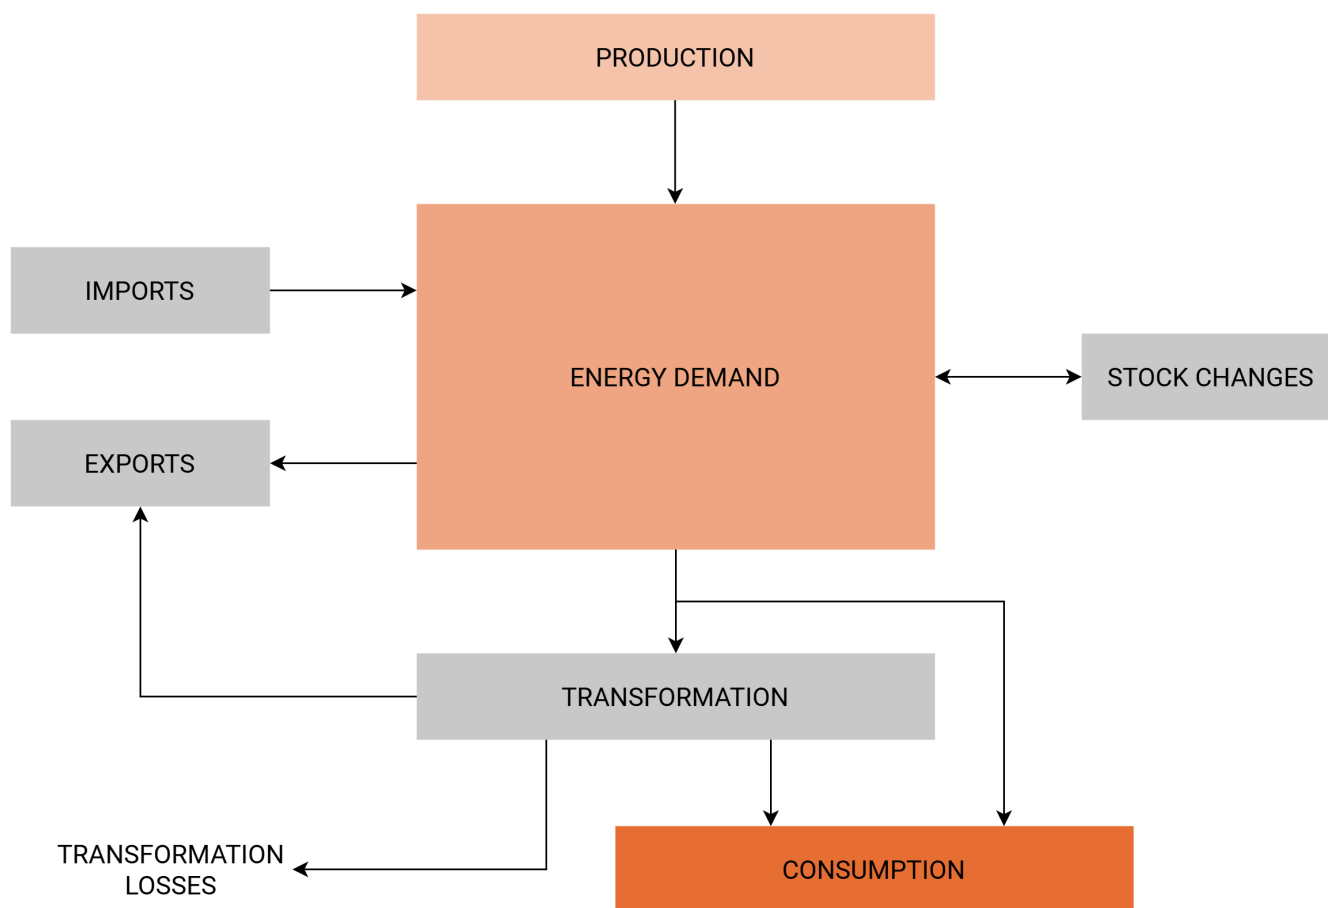 PRODUCTION
IMPORTS
ENERGY DEMAND
STOCK CHANGES
EXPORTS
TRANSFORMATION
TRANSFORMATION
LOSSES
CONSUMPTION